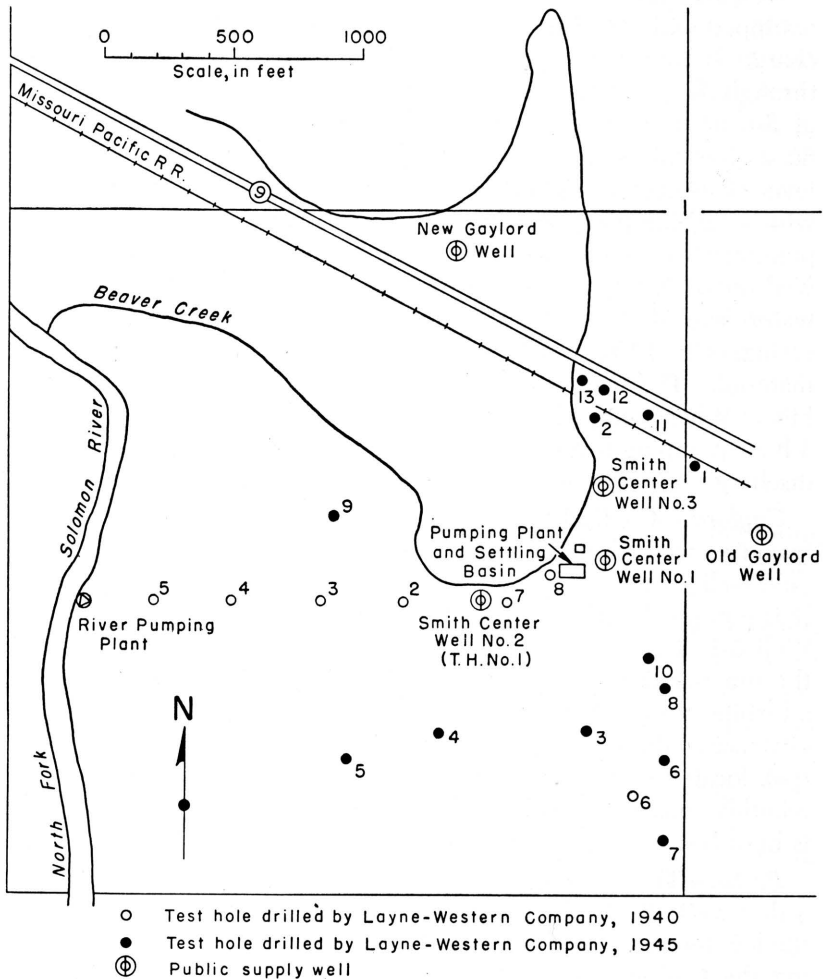 0 500 1000
Scale, in feet
Missouri Pacific R.R.
9
1
New Gaylord
Well
Beaver Creek
13
12
11
2
1
Smith
Center
Well No.3
Solomon River
9
Pumping Plant
and Settling
Basin
Smith
Center
Well No.1
Old Gaylord
Well
8
5
4
3
2
7
River Pumping
Plant
Smith Center
Well No.2
(T.H.No.1)
10
8
N
4
3
5
6
6
7
North Fork
Test hole drilled by Layne-Western Company, 1940
Test hole drilled by Layne-Western Company, 1945
Public supply well